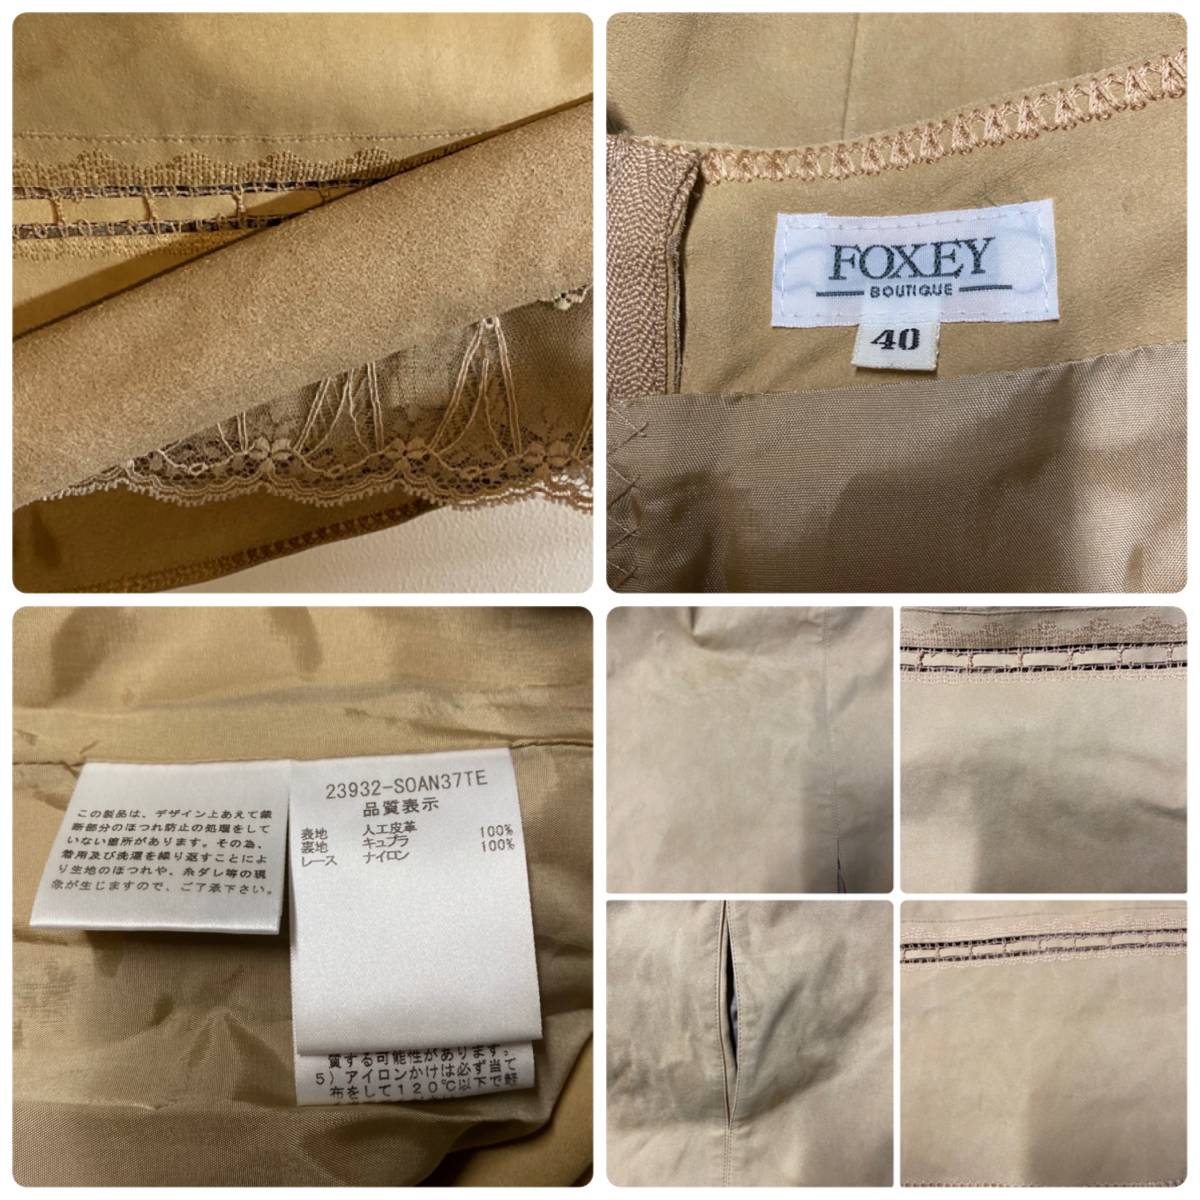 FOXEY
BOUTIQUE
40
この製品は、デザイン上あえて裁
断部分のほつれ防止の処理をして
いない箇所があります。その為、
着用及び洗濯を繰り返すことによ
り生地のほつれや、糸ダレ等の現
象が生じますので、ご了承下さい。
23932-SOAN37TE
品質表示
表地 人工皮革 100%
裏地 キュプラ 100%
レース ナイロン
質する可能性があります。
5）アイロンかけは必ず当て
布をして120℃以下で軽